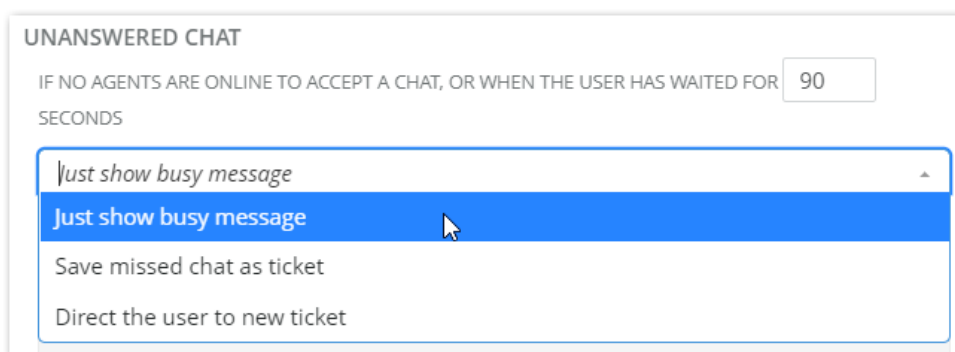 UNANSWERED CHAT
IF NO AGENTS ARE ONLINE TO ACCEPT A CHAT, OR WHEN THE USER HAS WAITED FOR 90
SECONDS
Just show busy message
Just show busy message
Save missed chat as ticket
Direct the user to new ticket